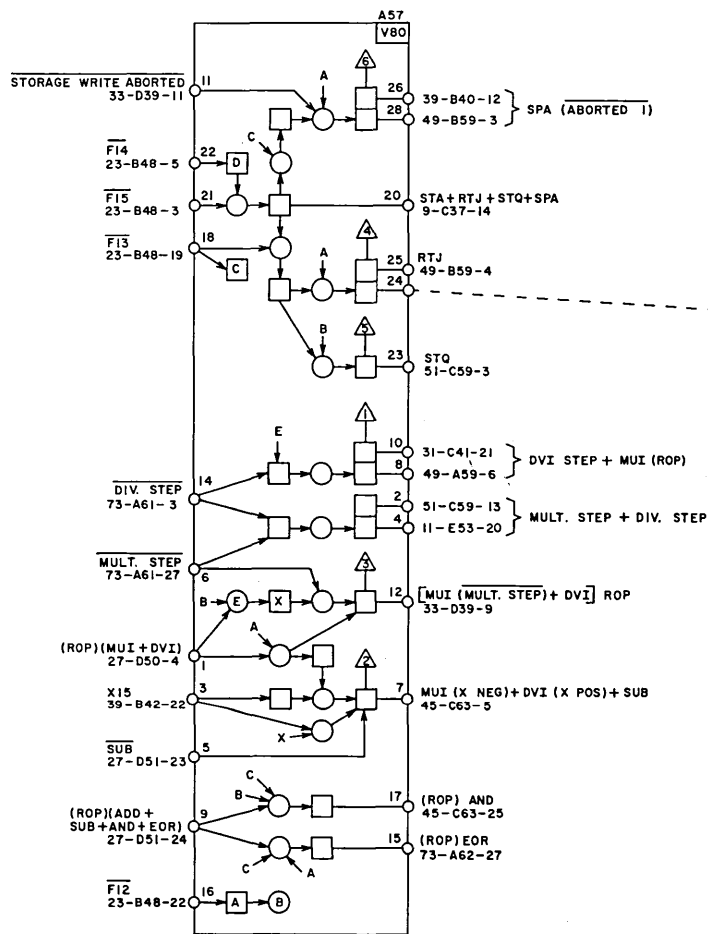 A57
V80
STORAGE WRITE ABORTED
33-D39-11
11
A
6
26
39-B40-12
28
49-B59-3
SPA (ABORTED 1)
F14
23-B48-5
22
D
C
F15
23-B48-3
21
20
STA+RTJ+STQ+SPA
9-C37-14
F13
23-B48-19
18
C
A
4
25
RTJ
49-B59-4
24
B
5
23
STQ
51-C59-3
E
1
10
31-C41-21
8
49-A59-6
DVI STEP + MUI (ROP)
DIV. STEP
73-A61-3
14
2
51-C59-13
4
11-E53-20
MULT. STEP + DIV. STEP
MULT. STEP
73-A61-27
6
3
B
E
X
12
[MUI (MULT. STEP)+ DVI] ROP
33-D39-9
(ROP)(MUI+DVI)
27-D50-4
1
A
2
X15
39-B42-22
3
X
7
MUI (X NEG)+DVI (X POS)+SUB
45-C63-5
SUB
27-D51-23
5
(ROP)(ADD+
SUB+AND+EOR)
27-D51-24
9
C
B
17
(ROP) AND
45-C63-25
C
A
15
(ROP)EOR
73-A62-27
F12
23-B48-22
16
A
B